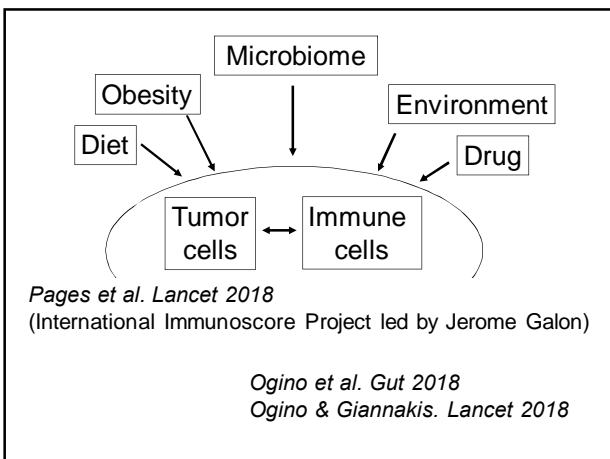 Microbiome
Obesity
Environment
Diet
Drug
Tumor
cells
Immune
cells
Pages et al. Lancet 2018
(International Immunoscore Project led by Jerome Galon)
Ogino et al. Gut 2018
Ogino & Giannakis. Lancet 2018